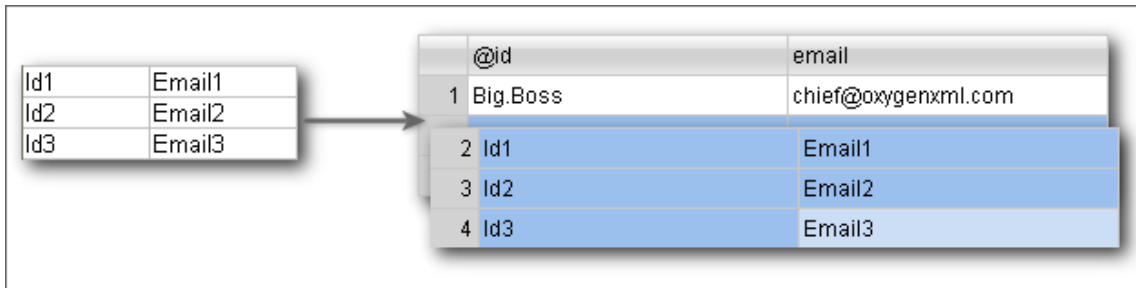 Id1 Email1
Id2 Email2
Id3 Email3
@id email
1 Big.Boss chief@oxygenxml.com
2 Id1 Email1
3 Id2 Email2
4 Id3 Email3